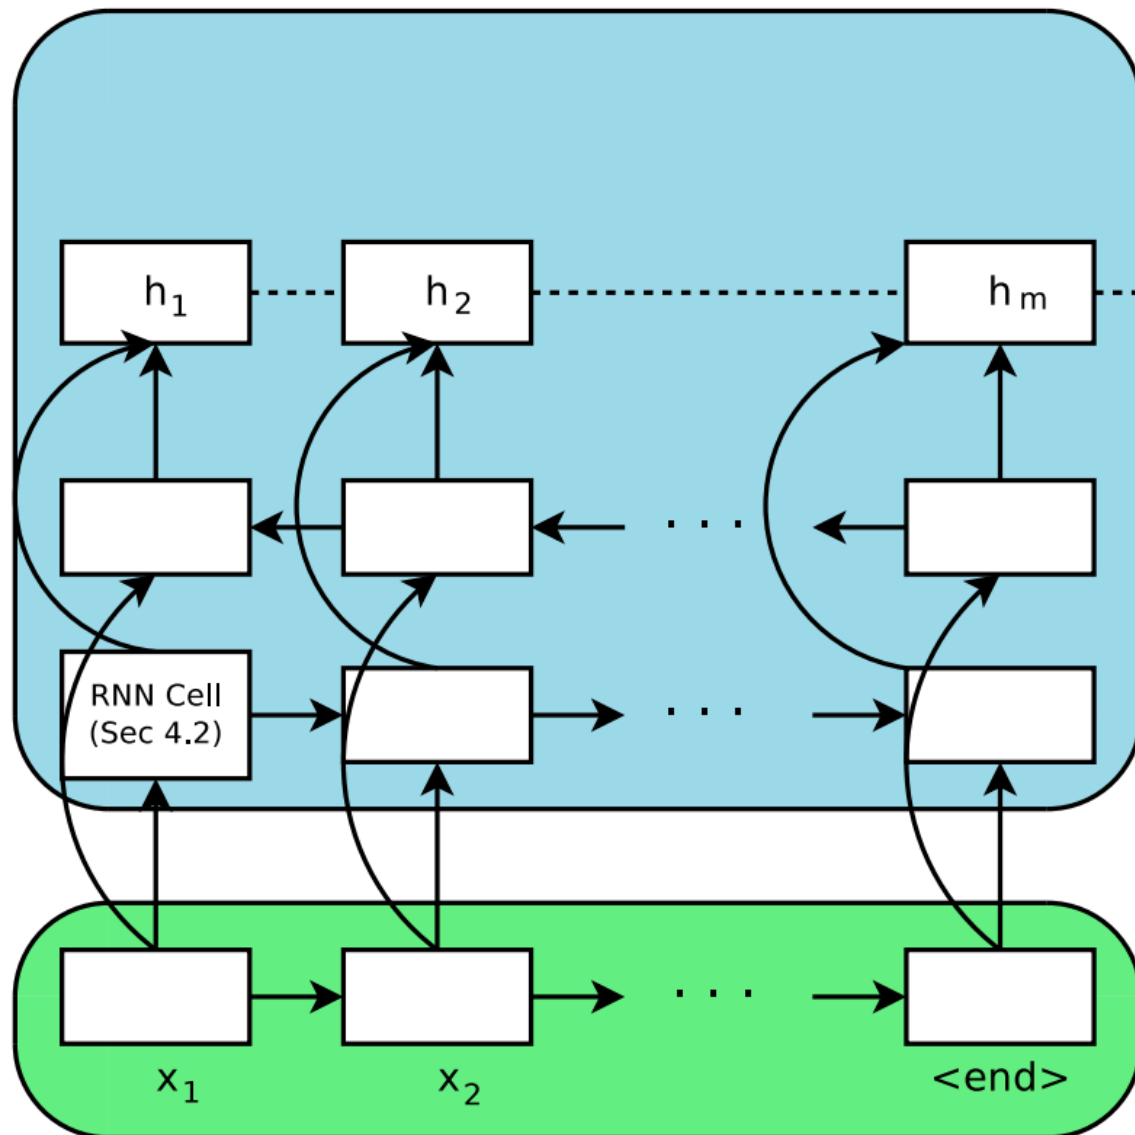 h1
h2
hm
. . .
RNN Cell
(Sec 4.2)
. . .
. . .
x1
x2
<end>